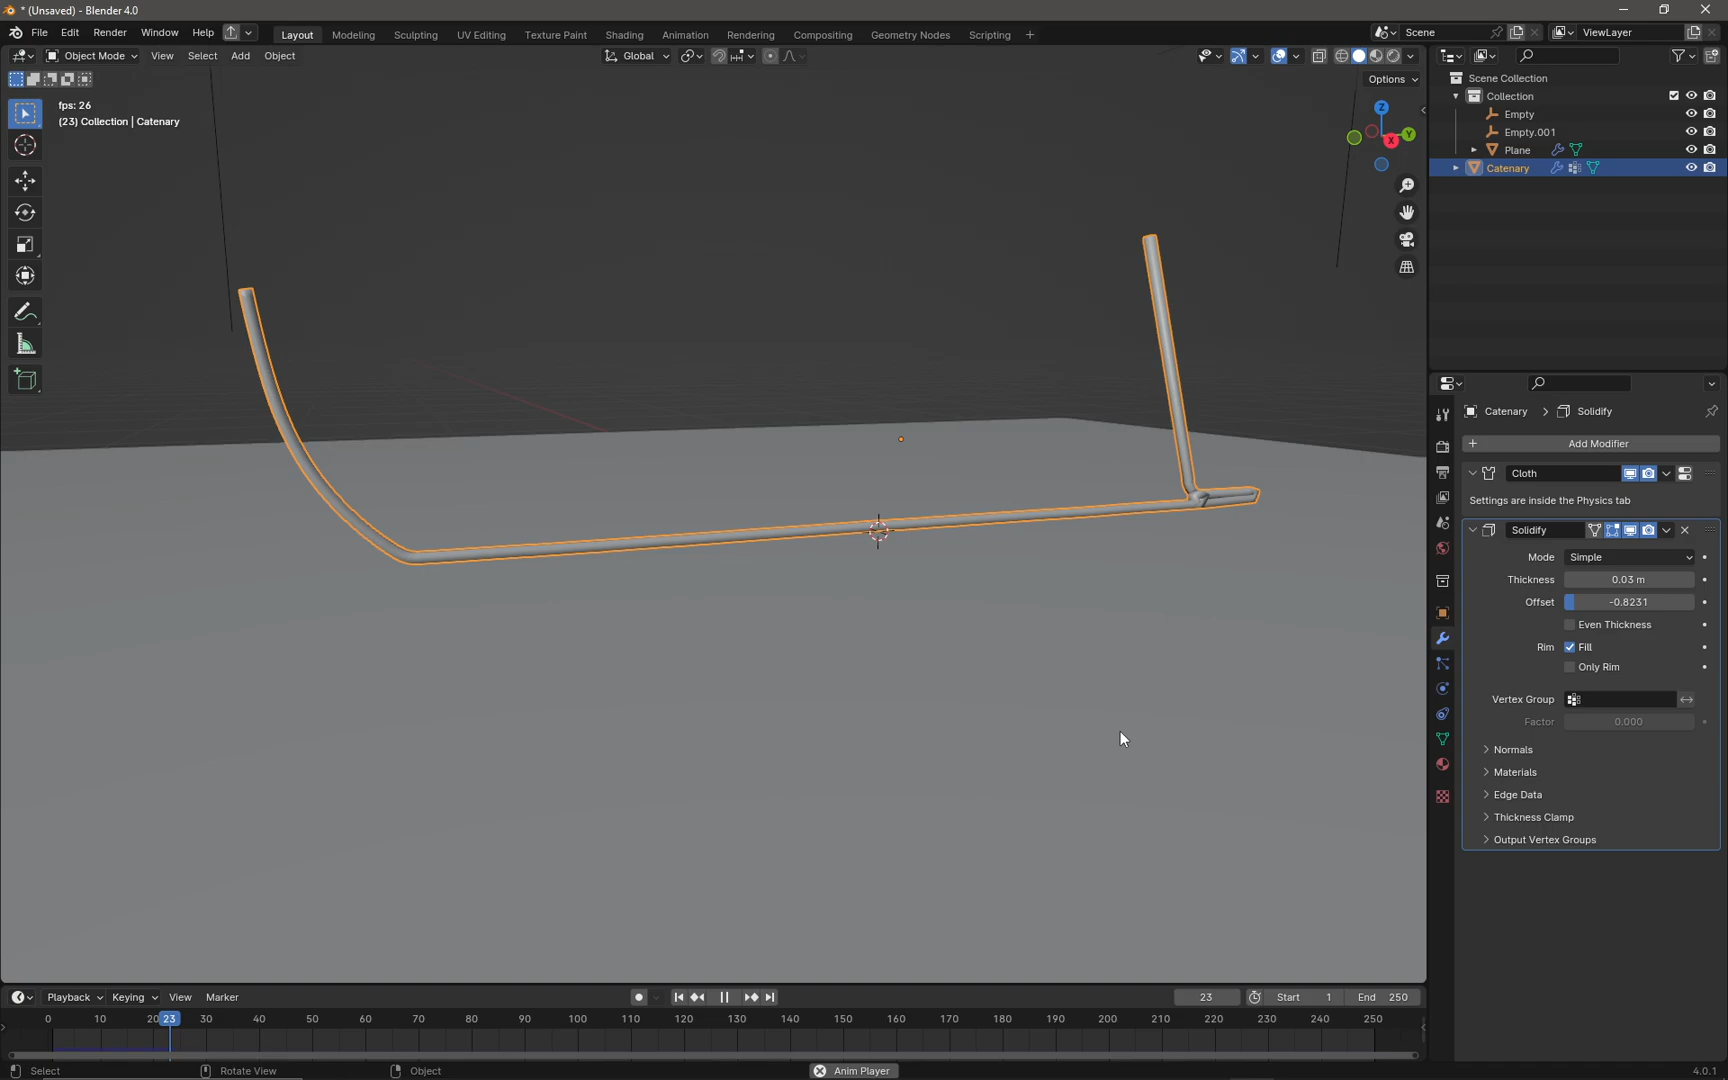 * (Unsaved) - Blender 4.0
File Edit Render Window Help
Layout Modeling Sculpting UV Editing Texture Paint Shading Animation Rendering Compositing Geometry Nodes Scripting +
Scene
ViewLayer
Object Mode View Select Add Object
Global
Options
fps: 26
(23) Collection | Catenary
Z
Y
X
Scene Collection
Collection
Empty
Empty.001
Plane
Catenary
Catenary > Solidify
+ Add Modifier
Cloth
Settings are inside the Physics tab
Solidify
Mode Simple
Thickness 0.03 m
Offset -0.8231
Even Thickness
Rim Fill
Only Rim
Vertex Group
Factor 0.000
Normals
Materials
Edge Data
Thickness Clamp
Output Vertex Groups
Playback Keying View Marker
23 Start 1 End 250
0 10 20 23 30 40 50 60 70 80 90 100 110 120 130 140 150 160 170 180 190 200 210 220 230 240 250
Select Rotate View Object Anim Player 4.0.1